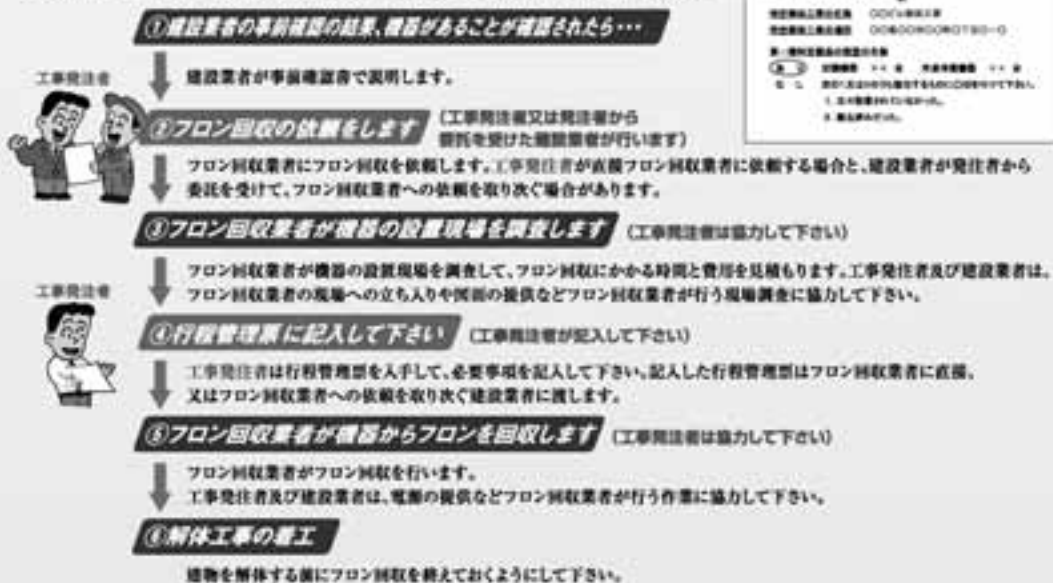 ①建設業者の事前確認の結果、機器があることが確認されたら・・・
工事発注者
建設業者が事前確認書で説明します。
②フロン回収の依頼をします
(工事発注者又は発注者から
委託を受けた建設業者が行います)
フロン回収業者にフロン回収を依頼します。工事発注者が直接フロン回収業者に依頼する場合と、建設業者が発注者から
委託を受けて、フロン回収業者への依頼を取り次ぐ場合があります。
③フロン回収業者が機器の設置現場を調査します (工事発注者は協力して下さい)
フロン回収業者が機器の設置現場を調査して、フロン回収にかかる時間と費用を見積もります。工事発注者及び建設業者は、
フロン回収業者の現場への立ち入りや図面の提供などフロン回収業者が行う現場調査に協力して下さい。
工事発注者
④行程管理票に記入して下さい (工事発注者が記入して下さい)
工事発注者は行程管理票を入手して、必要事項を記入して下さい。記入した行程管理票はフロン回収業者に直接、
又はフロン回収業者への依頼を取り次ぐ建設業者に渡します。
⑤フロン回収業者が機器からフロンを回収します (工事発注者は協力して下さい)
フロン回収業者がフロン回収を行います。
工事発注者及び建設業者は、電源の提供などフロン回収業者が行う作業に協力して下さい。
⑥解体工事の着工
建物を解体する前にフロン回収を終えておくようにして下さい。